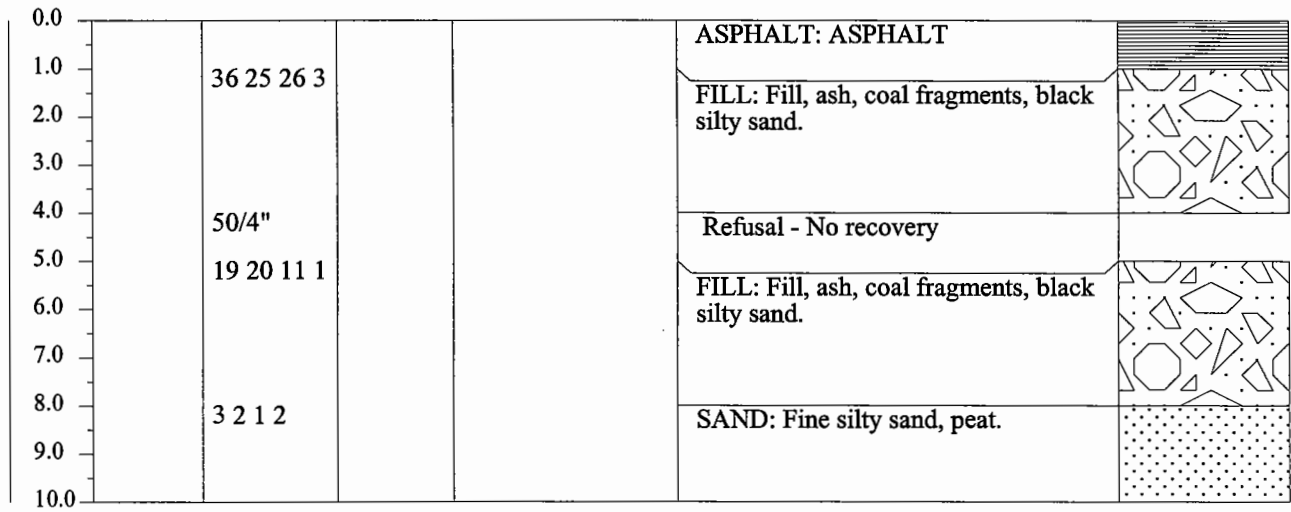 0.0
ASPHALT: ASPHALT
1.0
36 25 26 3
FILL: Fill, ash, coal fragments, black
silty sand.
2.0
3.0
4.0
50/4"
Refusal - No recovery
5.0
19 20 11 1
FILL: Fill, ash, coal fragments, black
silty sand.
6.0
7.0
8.0
3 2 1 2
SAND: Fine silty sand, peat.
9.0
10.0